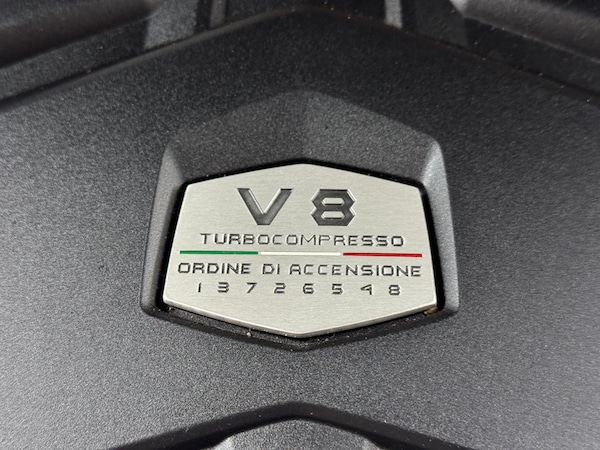 V8
TURBOCOMPRESSO
ORDINE DI ACCENSIONE
1 3 7 2 6 5 4 8